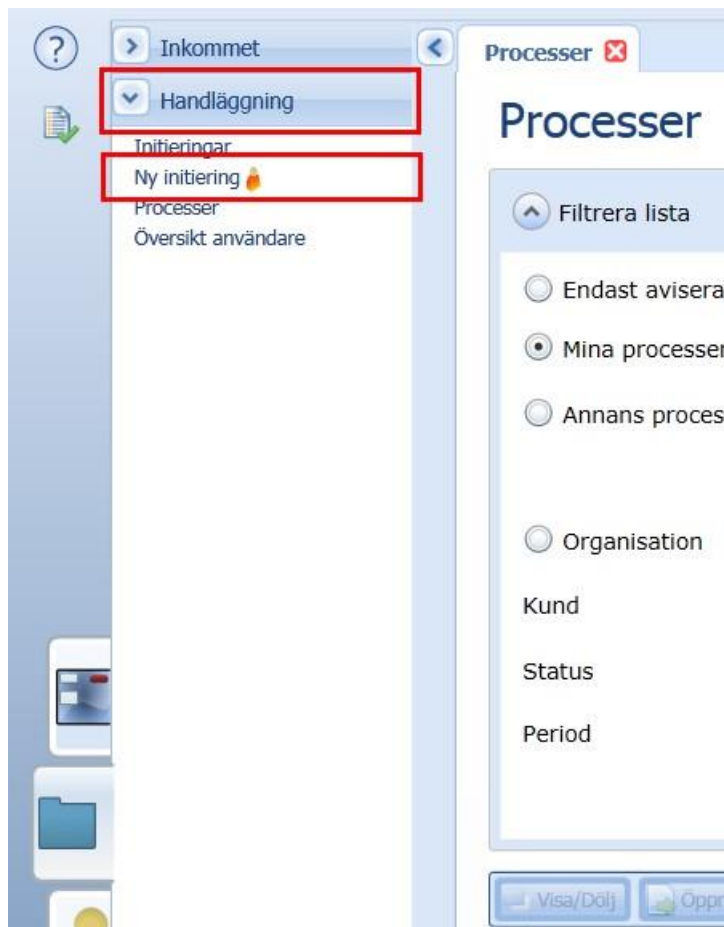 ?
Inkommet
Handläggning
Initieringar
Ny initiering
Processer
Översikt användare
Processer
Processer
Filtrera lista
Endast avisera
Mina processer
Annans proces
Organisation
Kund
Status
Period
Visa/Dölj